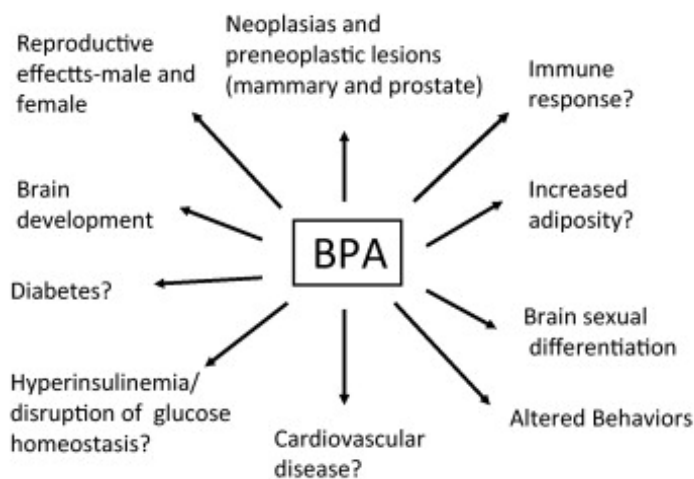 Reproductive
effectts-male and
female
Neoplasias and
preneoplastic lesions
(mammary and prostate)
Immune
response?
Brain
development
Increased
adiposity?
BPA
Diabetes?
Brain sexual
differentiation
Hyperinsulinemia/
disruption of glucose
homeostasis?
Cardiovascular
disease?
Altered Behaviors